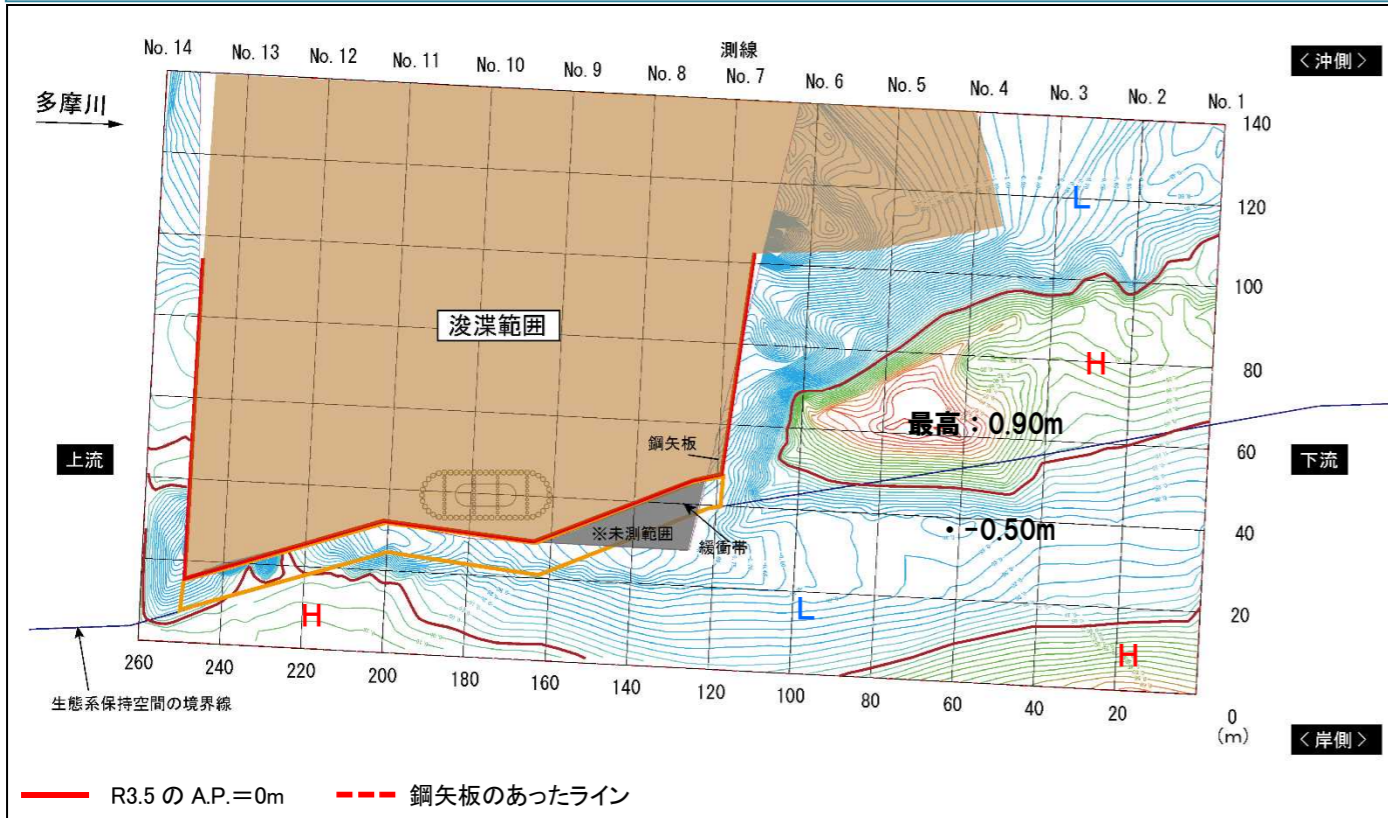 No. 14 No. 13 No. 12 No. 11 No. 10 No. 9 No. 8 No. 7 No. 6 No. 5 No. 4 No. 3 No. 2 No. 1
測線
＜沖側＞
多摩川
140
120
L
100
浚渫範囲
H
80
最高：0.90m
鋼矢板
60
上流
下流
※未測範囲
緩衝帯
・-0.50m
40
H
L
20
H
260 240 220 200 180 160 140 120 100 80 60 40 20 0
(m)
生態系保持空間の境界線
＜岸側＞
R3.5 の A.P.＝0m
鋼矢板のあったライン